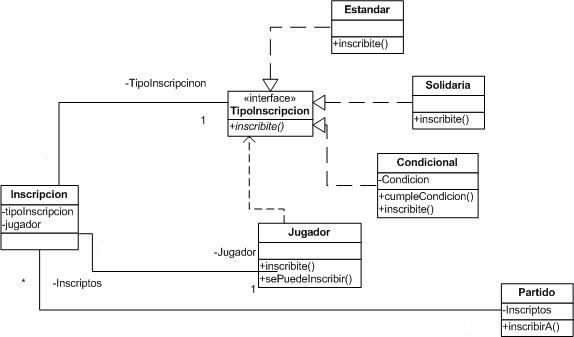 Estandar
+inscribite()
-TipoInscripcinon
«interface»
TipoInscripcion
+inscribite()
1
Solidaria
+inscribite()
Condicional
-Condicion
+cumpleCondicion()
+inscribite()
Inscripcion
-tipoInscripcion
-jugador
Jugador
+inscribite()
+sePuedeInscribir()
-Jugador
1
*
-Inscriptos
Partido
-Inscriptos
+inscribirA()